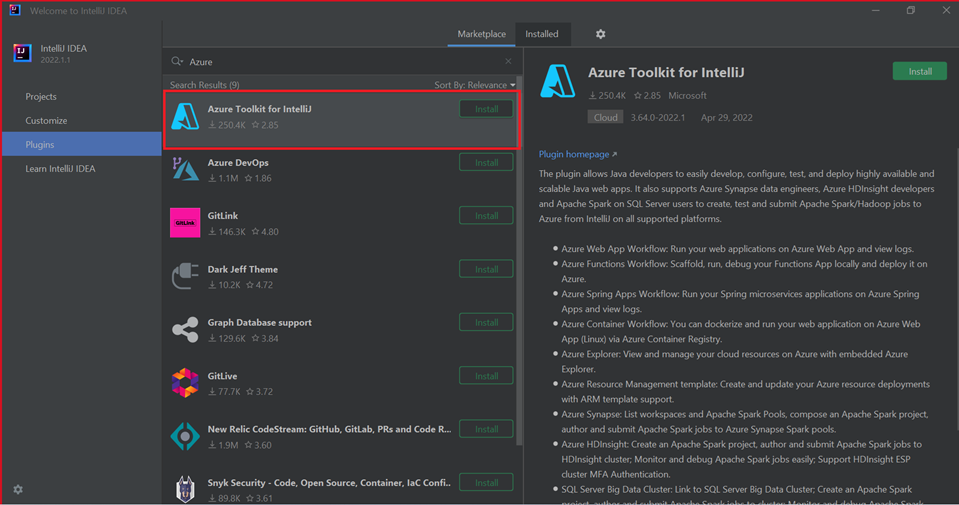 Welcome to IntelliJ IDEA
IntelliJ IDEA
2022.1.1
Projects
Customize
Plugins
Learn IntelliJ IDEA
Marketplace
Installed
Azure
Search Results (9)
Sort By: Relevance
Azure Toolkit for IntelliJ
250.4K 2.85
Install
Azure DevOps
1.1M 1.86
Install
GitLink
GitLink
146.3K 4.80
Install
Dark Jeff Theme
10.2K 4.72
Install
Graph Database support
129.6K 3.84
Install
GitLive
77.7K 3.72
Install
New Relic CodeStream: GitHub, GitLab, PRs and Code R...
1.9M 3.60
Install
Snyk Security - Code, Open Source, Container, IaC Confi..
89.8K 3.61
Install
Azure Toolkit for IntelliJ
250.4K 2.85 Microsoft
Cloud 3.64.0-2022.1 Apr 29, 2022
Install
Plugin homepage
The plugin allows Java developers to easily develop, configure, test, and deploy highly available and
scalable Java web apps. It also supports Azure Synapse data engineers, Azure HDInsight developers
and Apache Spark on SQL Server users to create, test and submit Apache Spark/Hadoop jobs to
Azure from IntelliJ on all supported platforms.
Azure Web App Workflow: Run your web applications on Azure Web App and view logs.
Azure Functions Workflow: Scaffold, run, debug your Functions App locally and deploy it on
Azure.
Azure Spring Apps Workflow: Run your Spring microservices applications on Azure Spring
Apps and view logs.
Azure Container Workflow: You can dockerize and run your web application on Azure Web
App (Linux) via Azure Container Registry.
Azure Explorer: View and manage your cloud resources on Azure with embedded Azure
Explorer.
Azure Resource Management template: Create and update your Azure resource deployments
with ARM template support.
Azure Synapse: List workspaces and Apache Spark Pools, compose an Apache Spark project,
author and submit Apache Spark jobs to Azure Synapse Spark pools.
Azure HDInsight: Create an Apache Spark project, author and submit Apache Spark jobs to
HDInsight cluster; Monitor and debug Apache Spark jobs easily; Support HDInsight ESP
cluster MFA Authentication.
SQL Server Big Data Cluster: Link to SQL Server Big Data Cluster; Create an Apache Spark
project, author and submit Apache Spark jobs to cluster; Monitor and debug Apache Spark